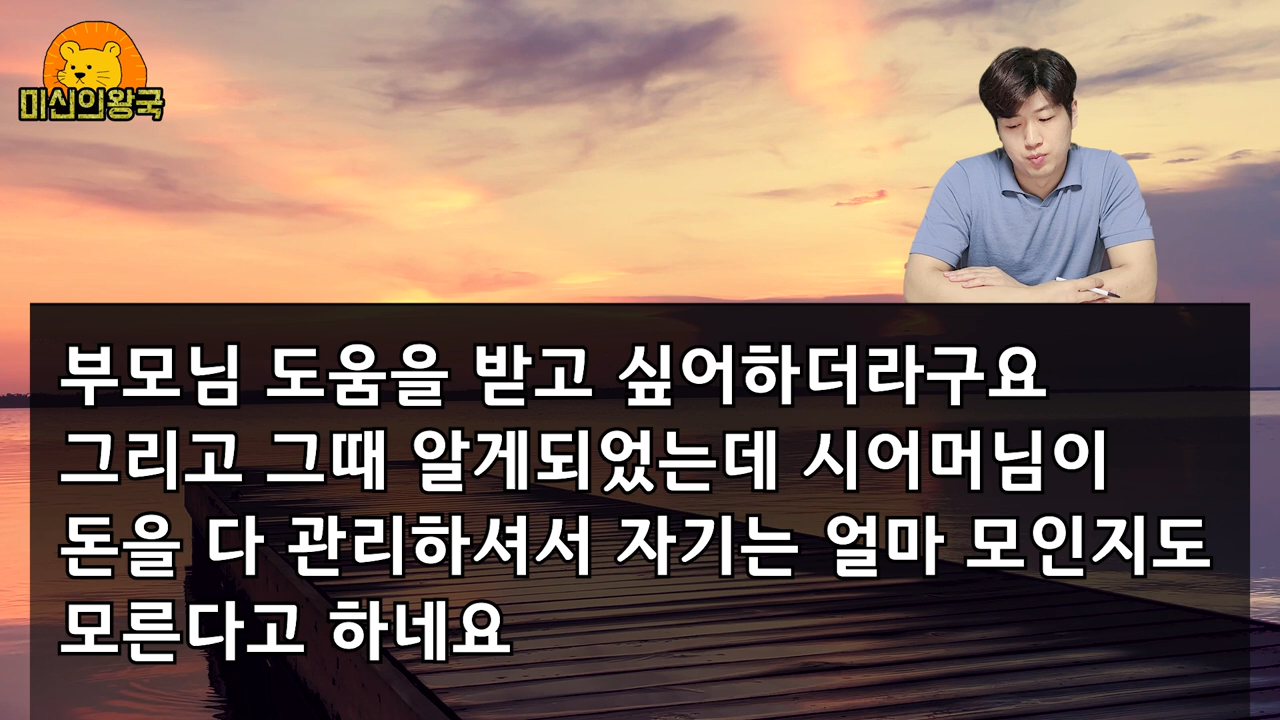 미신의왕국
부모님 도움을 받고 싶어하더라구요
그리고 그때 알게되었는데 시어머님이
돈을 다 관리하셔서 자기는 얼마 모인지도
모른다고 하네요